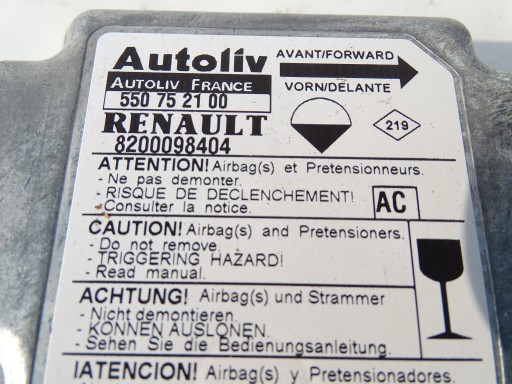 Autoliv
AVANT/FORWARD
AUTOLIV FRANCE
550 75 21 00
VORN/DELANTE
RENAULT
219
8200098404
ATTENTION! Airbag(s) et Pretensionneurs.
- Ne pas demonter.
- RISQUE DE DECLENCHEMENT!
- Consulter la notice.
AC
CAUTION! Airbag(s) and Pretensioners.
- Do not remove.
- TRIGGERING HAZARD!
- Read manual.
ACHTUNG! Airbag(s) und Strammer
- Nicht demontieren.
- KONNEN AUSLONEN.
- Sehen Sie die Bedienungsanleitung.
IATENCION! Airbag(s) y Pretensionadores.